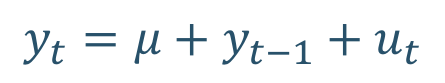 yₜ = μ + yₜ₋₁ + uₜ